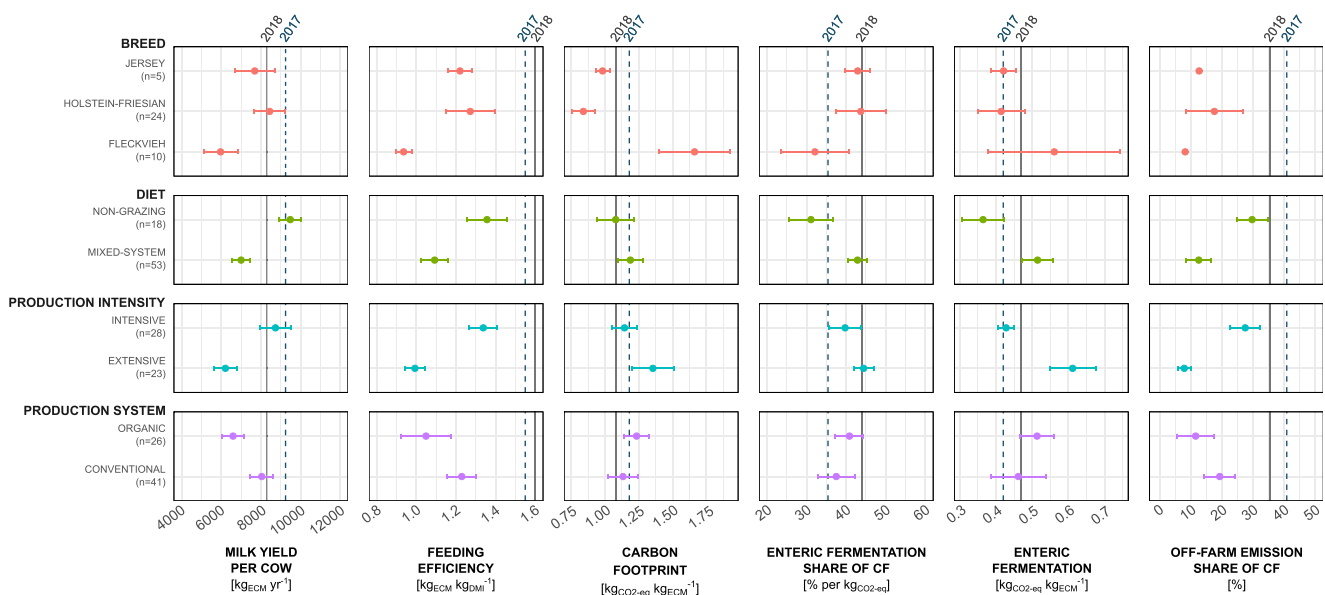 2018 2017 2017 2018 2018 2017 2017 2018 2017 2018 2018 2017
BREED
JERSEY
(n=5)
HOLSTEIN-FRIESIAN
(n=24)
FLECKVIEH
(n=10)
DIET
NON-GRAZING
(n=18)
MIXED-SYSTEM
(n=53)
PRODUCTION INTENSITY
INTENSIVE
(n=28)
EXTENSIVE
(n=23)
PRODUCTION SYSTEM
ORGANIC
(n=26)
CONVENTIONAL
(n=41)
4000 6000 8000 10000 12000
0.8 1.0 1.2 1.4 1.6
0.75 1.00 1.25 1.50 1.75
20 30 40 50 60
0.3 0.4 0.5 0.6 0.7
0 10 20 30 40 50
MILK YIELD
PER COW
[kgECM yr-1]
FEEDING
EFFICIENCY
[kgECM kgDMI-1]
CARBON
FOOTPRINT
[kgCO2-eq kgECM-1]
ENTERIC FERMENTATION
SHARE OF CF
[% per kgCO2-eq]
ENTERIC
FERMENTATION
[kgCO2-eq kgECM-1]
OFF-FARM EMISSION
SHARE OF CF
[%]